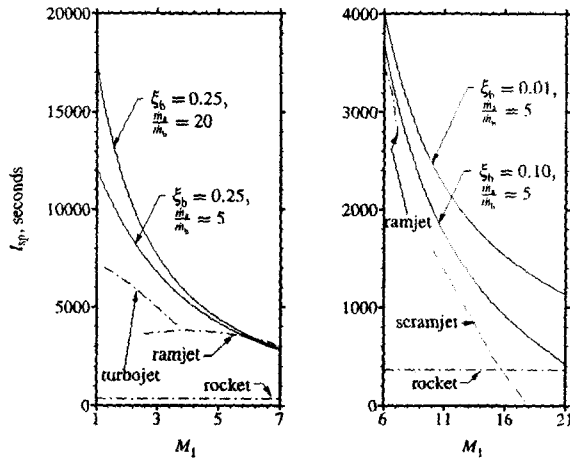 I_sp, seconds
20000
15000
10000
5000
0
ξ_b = 0.25,
ṁ_a/ṁ_b = 20
ξ_b = 0.25,
ṁ_a/ṁ_b = 5
turbojet
ramjet
rocket
1 3 5 7
M_1
4000
3000
2000
1000
0
ξ_b = 0.01,
ṁ_a/ṁ_b = 5
ξ_b = 0.10,
ṁ_a/ṁ_b = 5
ramjet
scramjet
rocket
6 11 16 21
M_1